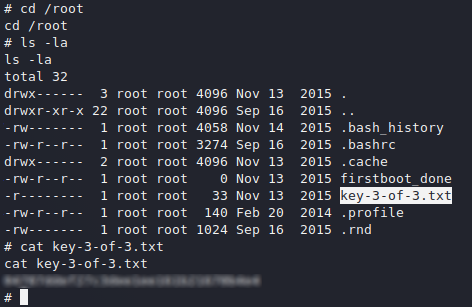 # cd /root
cd /root
# ls -la
ls -la
total 32
drwx------  3 root root 4096 Nov 13  2015 .
drwxr-xr-x 22 root root 4096 Sep 16  2015 ..
-rw-------  1 root root 4058 Nov 14  2015 .bash_history
-rw-r--r--  1 root root 3274 Sep 16  2015 .bashrc
drwx------  2 root root 4096 Nov 13  2015 .cache
-rw-r--r--  1 root root    0 Nov 13  2015 firstboot_done
-r--------  1 root root   33 Nov 13  2015 key-3-of-3.txt
-rw-r--r--  1 root root  140 Feb 20  2014 .profile
-rw-------  1 root root 1024 Sep 16  2015 .rnd
# cat key-3-of-3.txt
cat key-3-of-3.txt
#